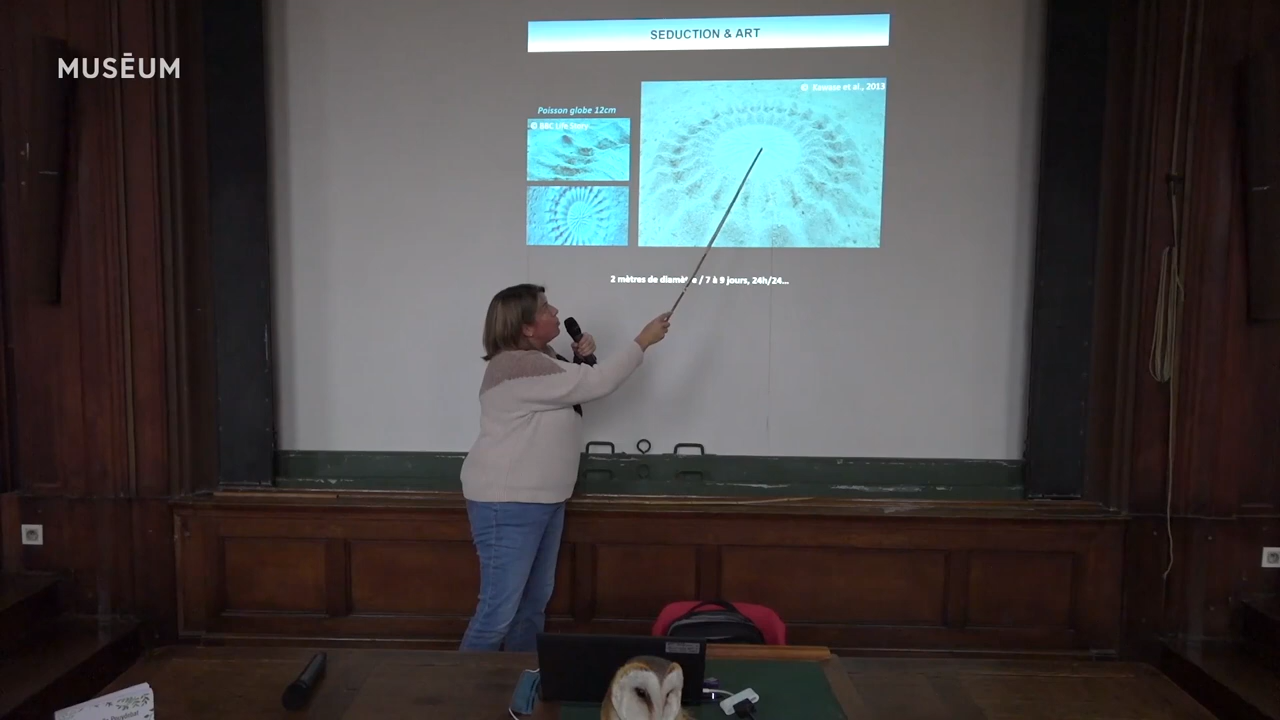 MUSĒUM
SEDUCTION & ART
© Kawase et al., 2013
Poisson globe 12cm
© BBC Life Story
2 mètres de diamètre / 7 à 9 jours, 24h/24...